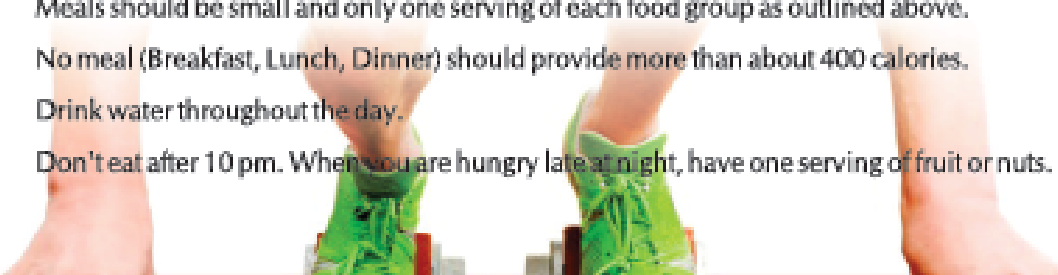 Meals should be small and only one serving of each food group as outlined above.
No meal (Breakfast, Lunch, Dinner) should provide more than about 400 calories.
Drink water throughout the day.
Don't eat after 10 pm. When you are hungry late at night, have one serving of fruit or nuts.